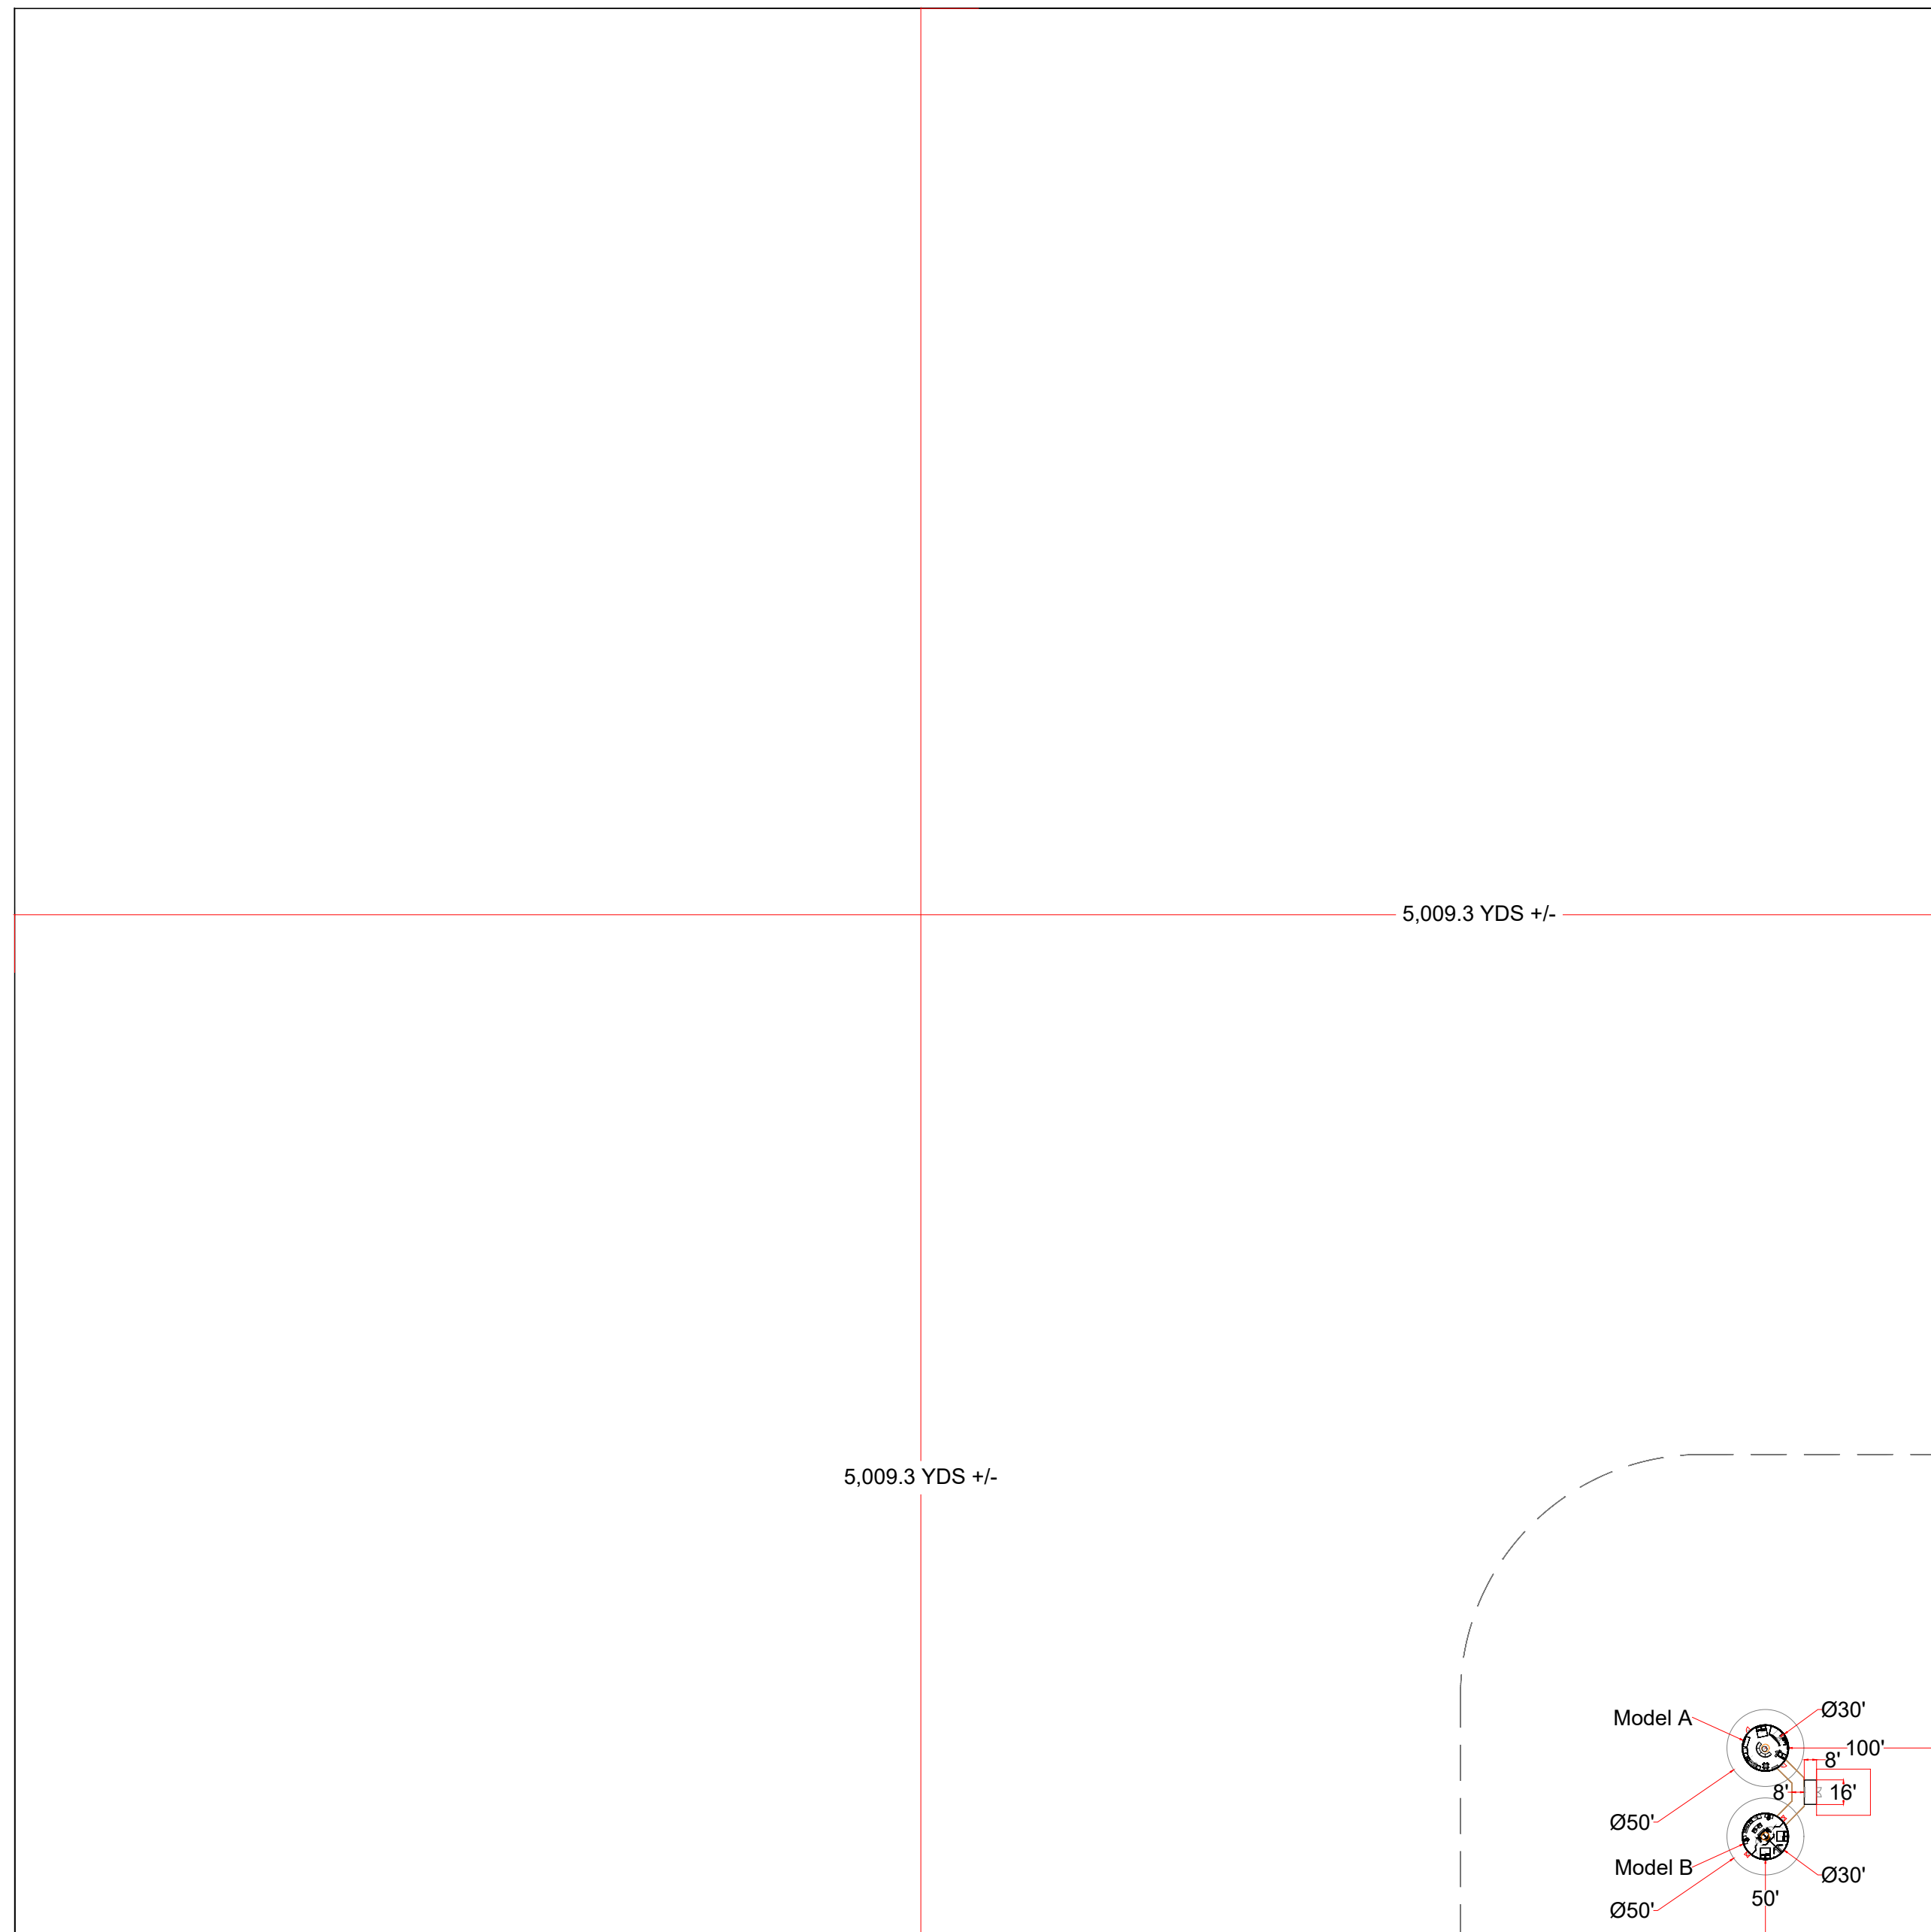 5,009.3 YDS +/-
5,009.3 YDS +/-
Ø30'
Model A
100'
8'
8'
16'
Ø50'
Model B
Ø30'
50'
Ø50'